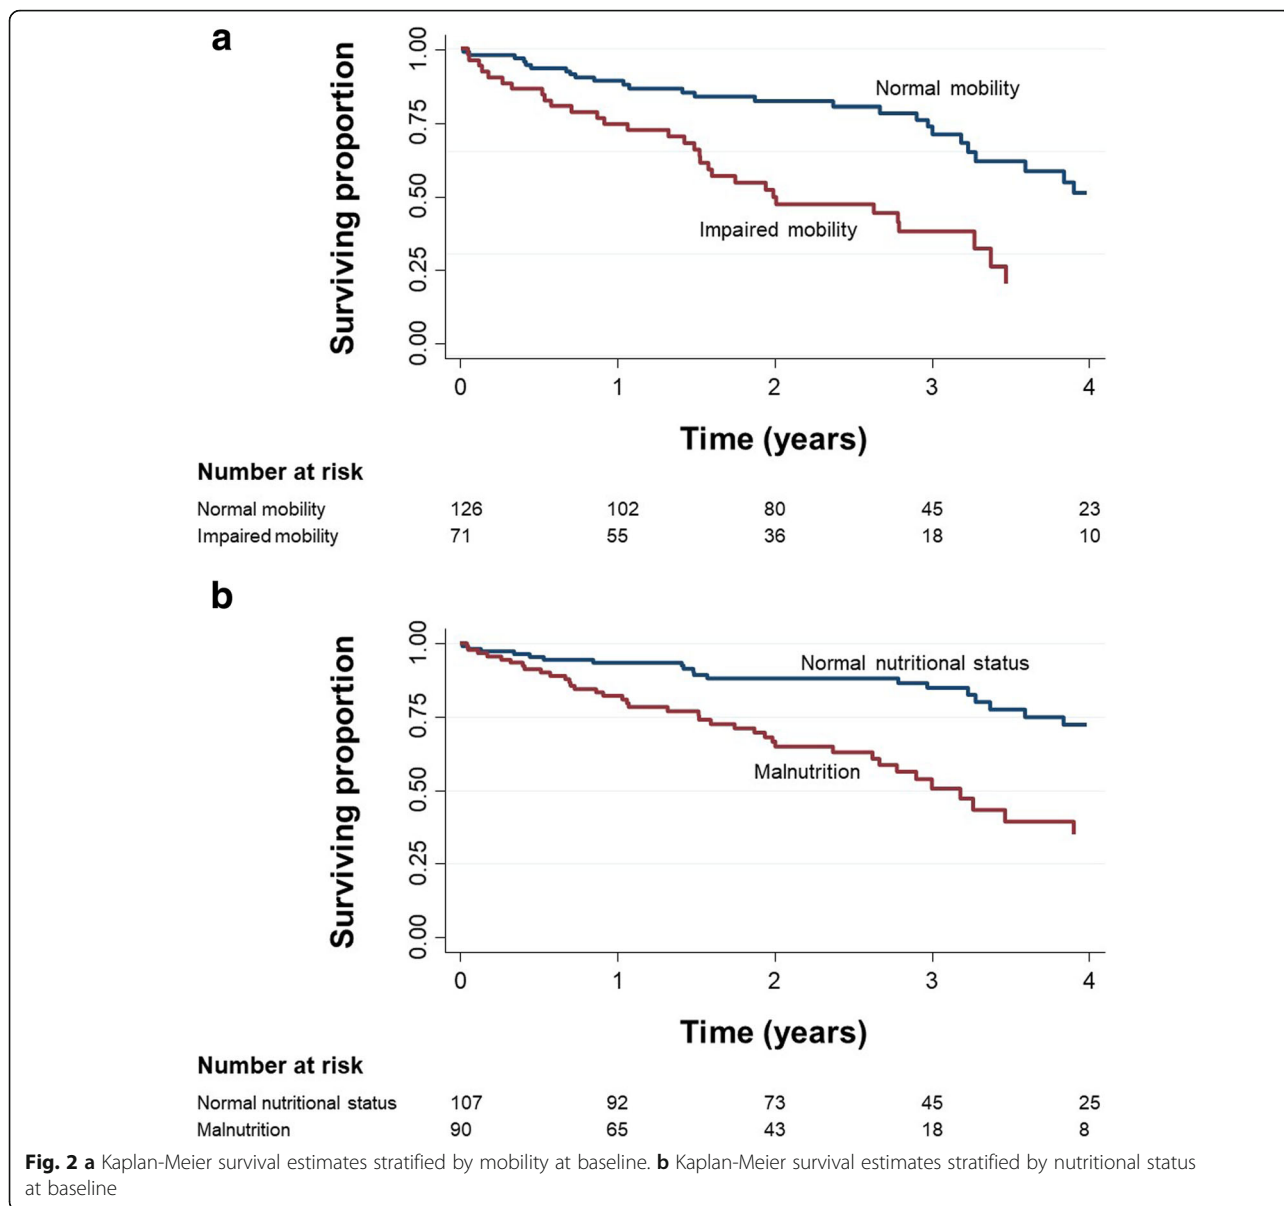 a
1.00
0.75
0.50
0.25
0.00
Surviving proportion
Normal mobility
Impaired mobility
0 1 2 3 4
Time (years)
Number at risk
Normal mobility 126 102 80 45 23
Impaired mobility 71 55 36 18 10
b
1.00
0.75
0.50
0.25
0.00
Surviving proportion
Normal nutritional status
Malnutrition
0 1 2 3 4
Time (years)
Number at risk
Normal nutritional status 107 92 73 45 25
Malnutrition 90 65 43 18 8
Fig. 2 a Kaplan-Meier survival estimates stratified by mobility at baseline. b Kaplan-Meier survival estimates stratified by nutritional status
at baseline